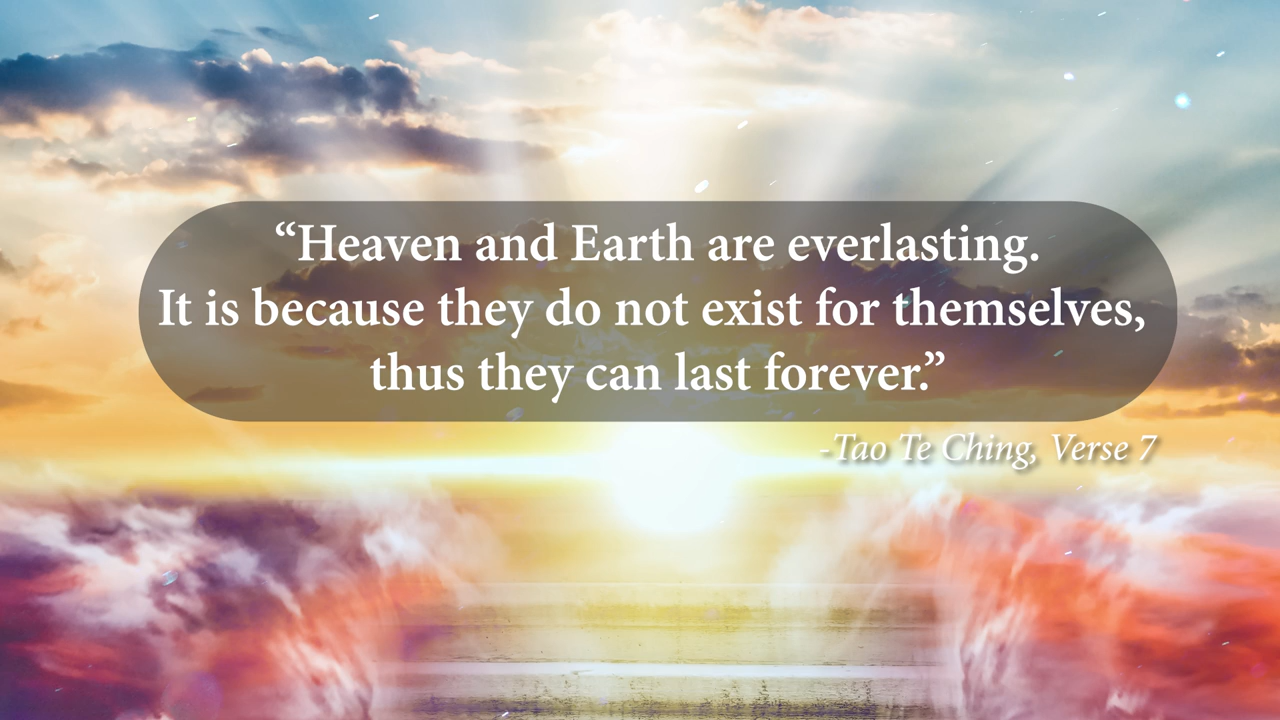 “Heaven and Earth are everlasting.
It is because they do not exist for themselves,
thus they can last forever.”
-Tao Te Ching, Verse 7